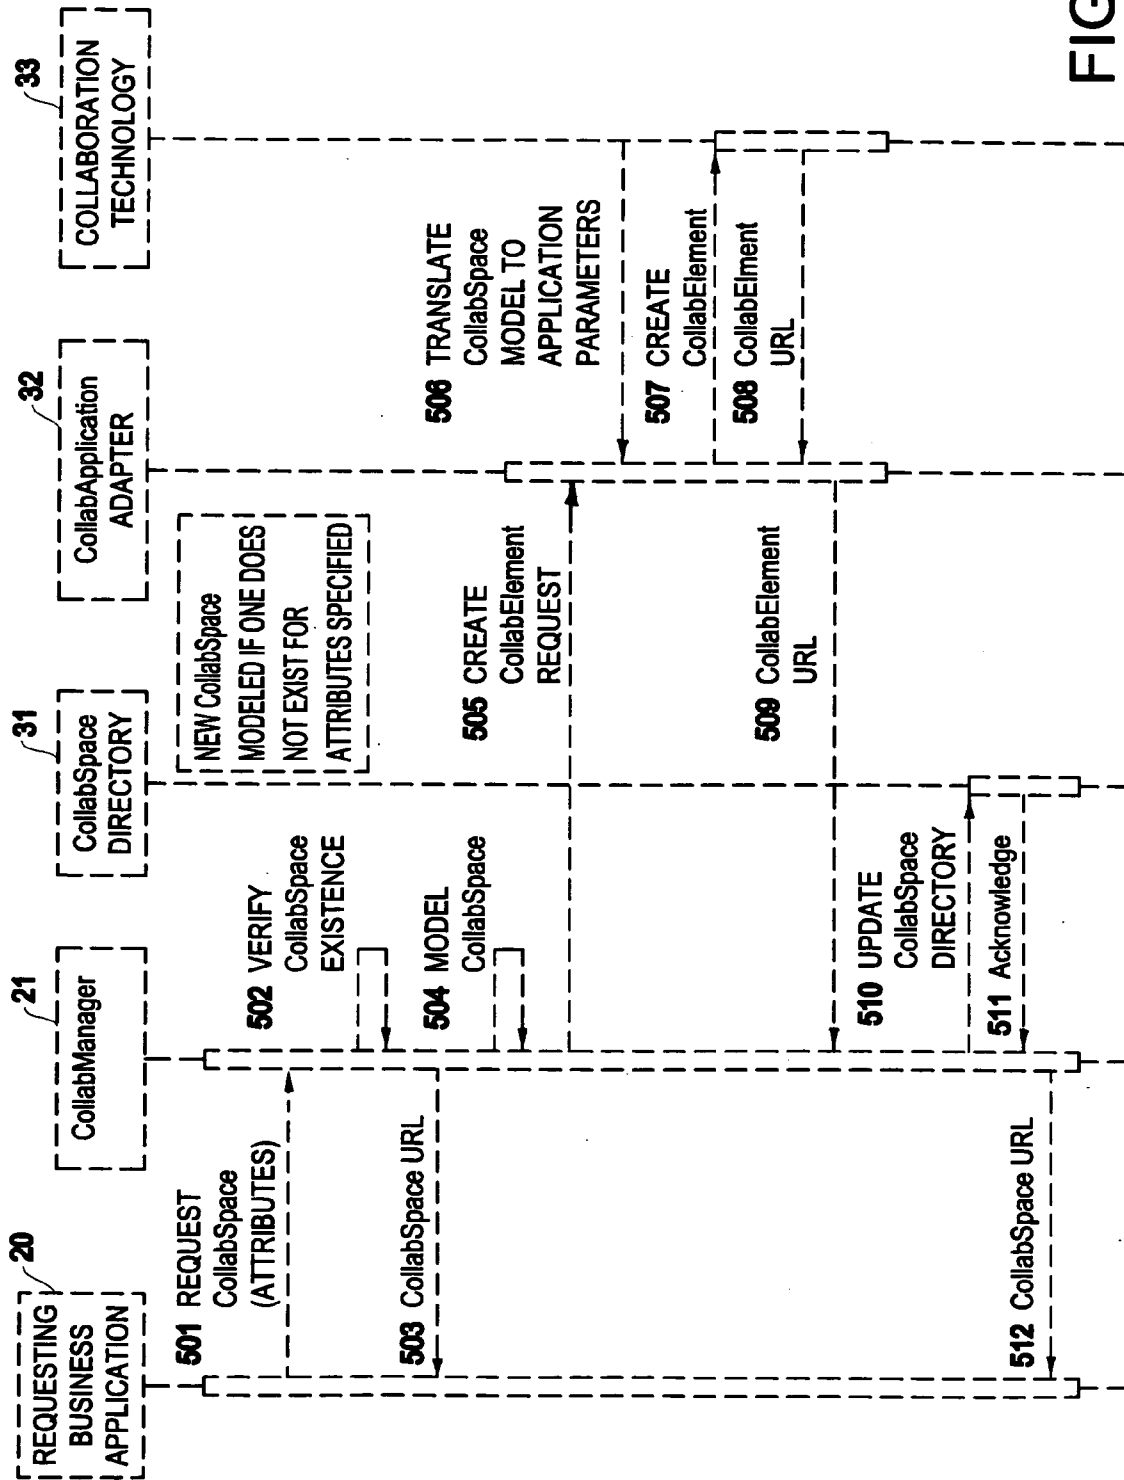 20
REQUESTING
BUSINESS
APPLICATION
21
CollabManager
31
CollabSpace
DIRECTORY
32
CollabApplication
ADAPTER
33
COLLABORATION
TECHNOLOGY
501 REQUEST
CollabSpace
(ATTRIBUTES)
502 VERIFY
CollabSpace
EXISTENCE
NEW CollabSpace
MODELED IF ONE DOES
NOT EXIST FOR
ATTRIBUTES SPECIFIED
503 CollabSpace URL
504 MODEL
CollabSpace
505 CREATE
CollabElement
REQUEST
506 TRANSLATE
CollabSpace
MODEL TO
APPLICATION
PARAMETERS
507 CREATE
CollabElement
508 CollabElment
URL
509 CollabElement
URL
510 UPDATE
CollabSpace
DIRECTORY
511 Acknowledge
512 CollabSpace URL
FIG